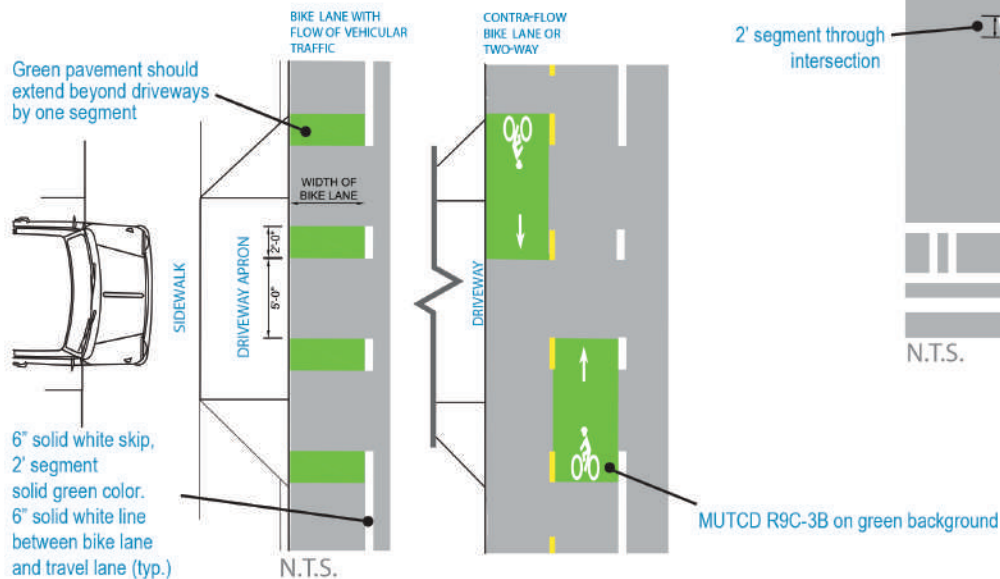 BIKE LANE WITH
FLOW OF VEHICULAR
TRAFFIC
CONTRA-FLOW
BIKE LANE OR
TWO-WAY
2' segment through
intersection
Green pavement should
extend beyond driveways
by one segment
WIDTH OF
BIKE LANE
SIDEWALK
DRIVEWAY APRON
2'-0"
5'-0"
DRIVEWAY
N.T.S.
6" solid white skip,
2' segment
solid green color.
6" solid white line
between bike lane
and travel lane (typ.)
MUTCD R9C-3B on green background
N.T.S.